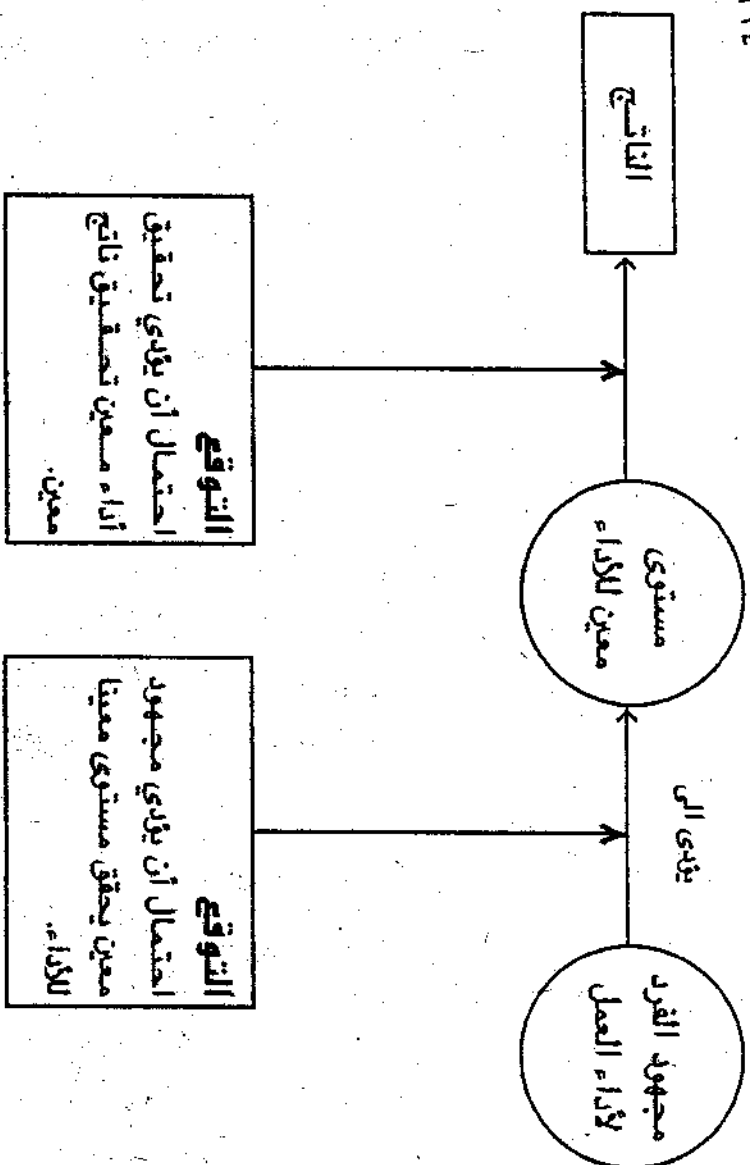 مجهود الفرد
لأداء العمل
يؤدى الى
مستوى
معين للأداء
الناتج
التوقع
احتمال أن يؤدي مجهود
معين يحقق مستوى معينا
للأداء.
التوقع
احتمال أن يؤدي تحقيق
أداء معين تحقيق ناتج
معين.